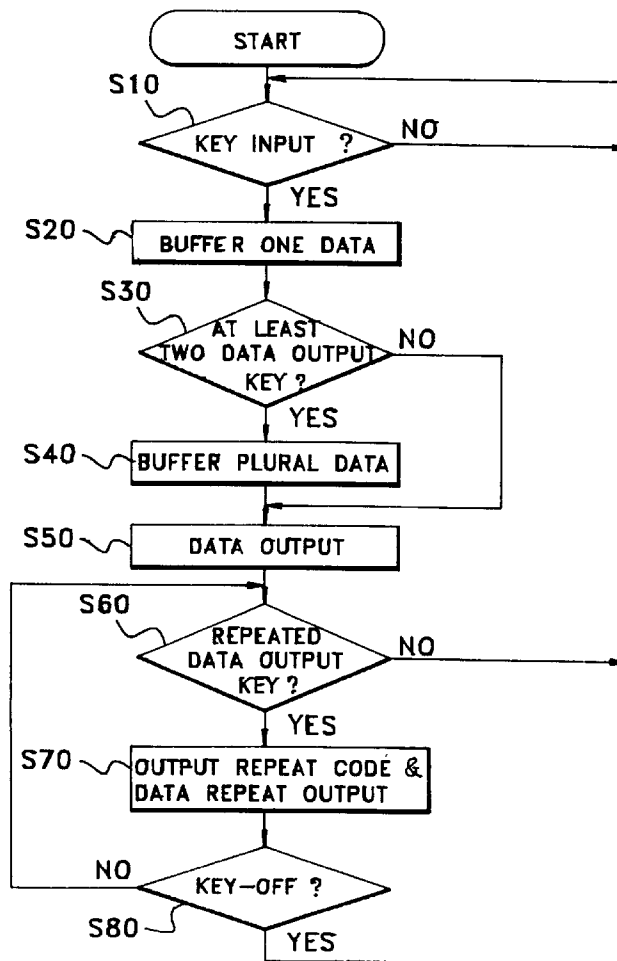 START
S10
KEY INPUT ?
NO
YES
S20
BUFFER ONE DATA
S30
AT LEAST
TWO DATA OUTPUT
KEY ?
NO
YES
S40
BUFFER PLURAL DATA
S50
DATA OUTPUT
S60
REPEATED
DATA OUTPUT
KEY ?
NO
YES
S70
OUTPUT REPEAT CODE &
DATA REPEAT OUTPUT
NO
KEY-OFF ?
S80
YES